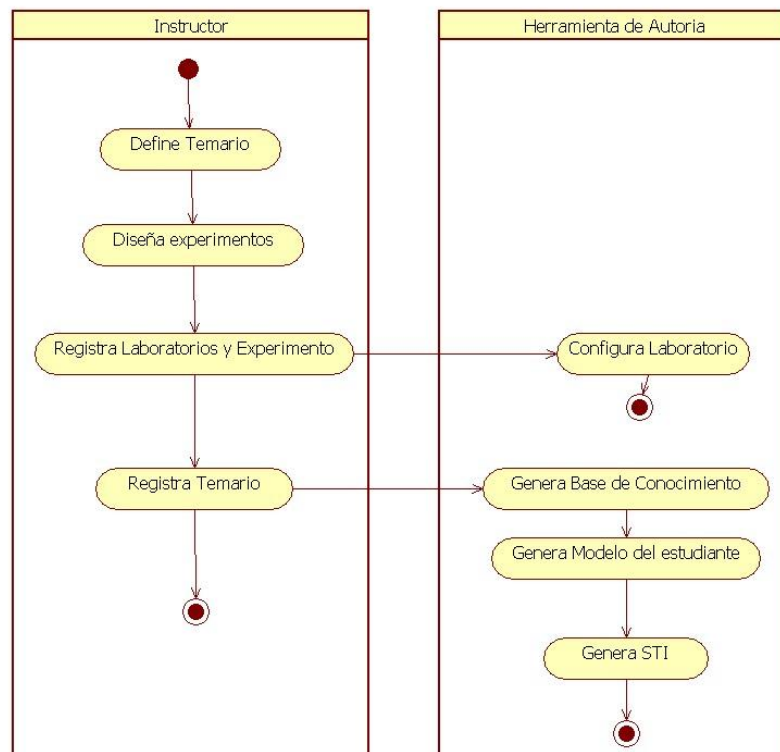 Instructor
Herramienta de Autoria
Define Temario
Diseña experimentos
Registra Laboratorios y Experimento
Configura Laboratorio
Registra Temario
Genera Base de Conocimiento
Genera Modelo del estudiante
Genera STI